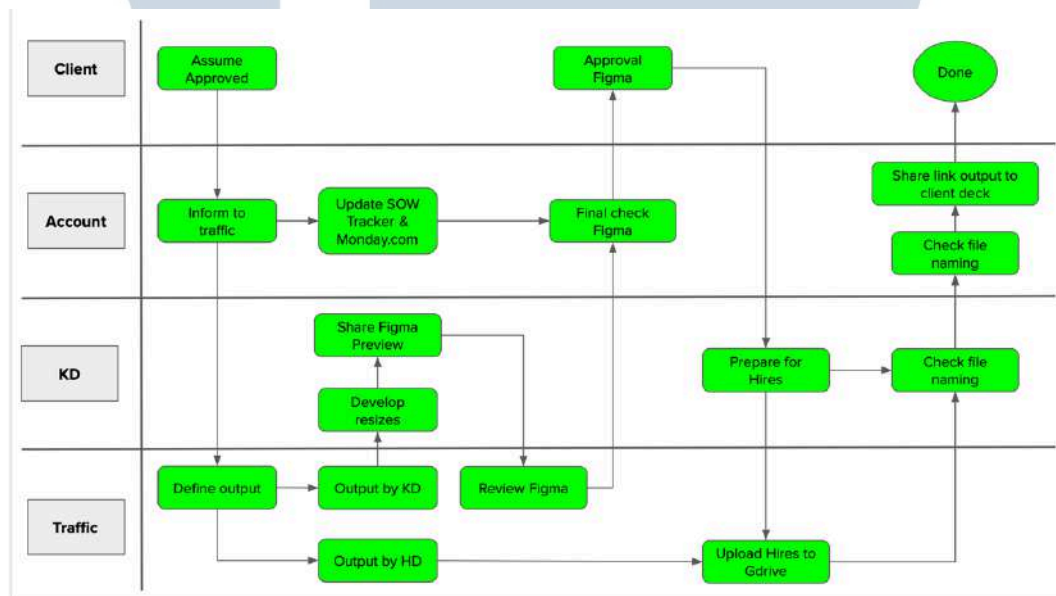 Client
Assume
Approved
Approval
Figma
Done
Account
Inform to
traffic
Update SOW
Tracker &
Monday.com
Final check
Figma
Share link output to
client deck
Check file
naming
KD
Share Figma
Preview
Develop
resizes
Prepare for
Hires
Check file
naming
Traffic
Define output
Output by KD
Review Figma
Output by HD
Upload Hires to
Gdrive